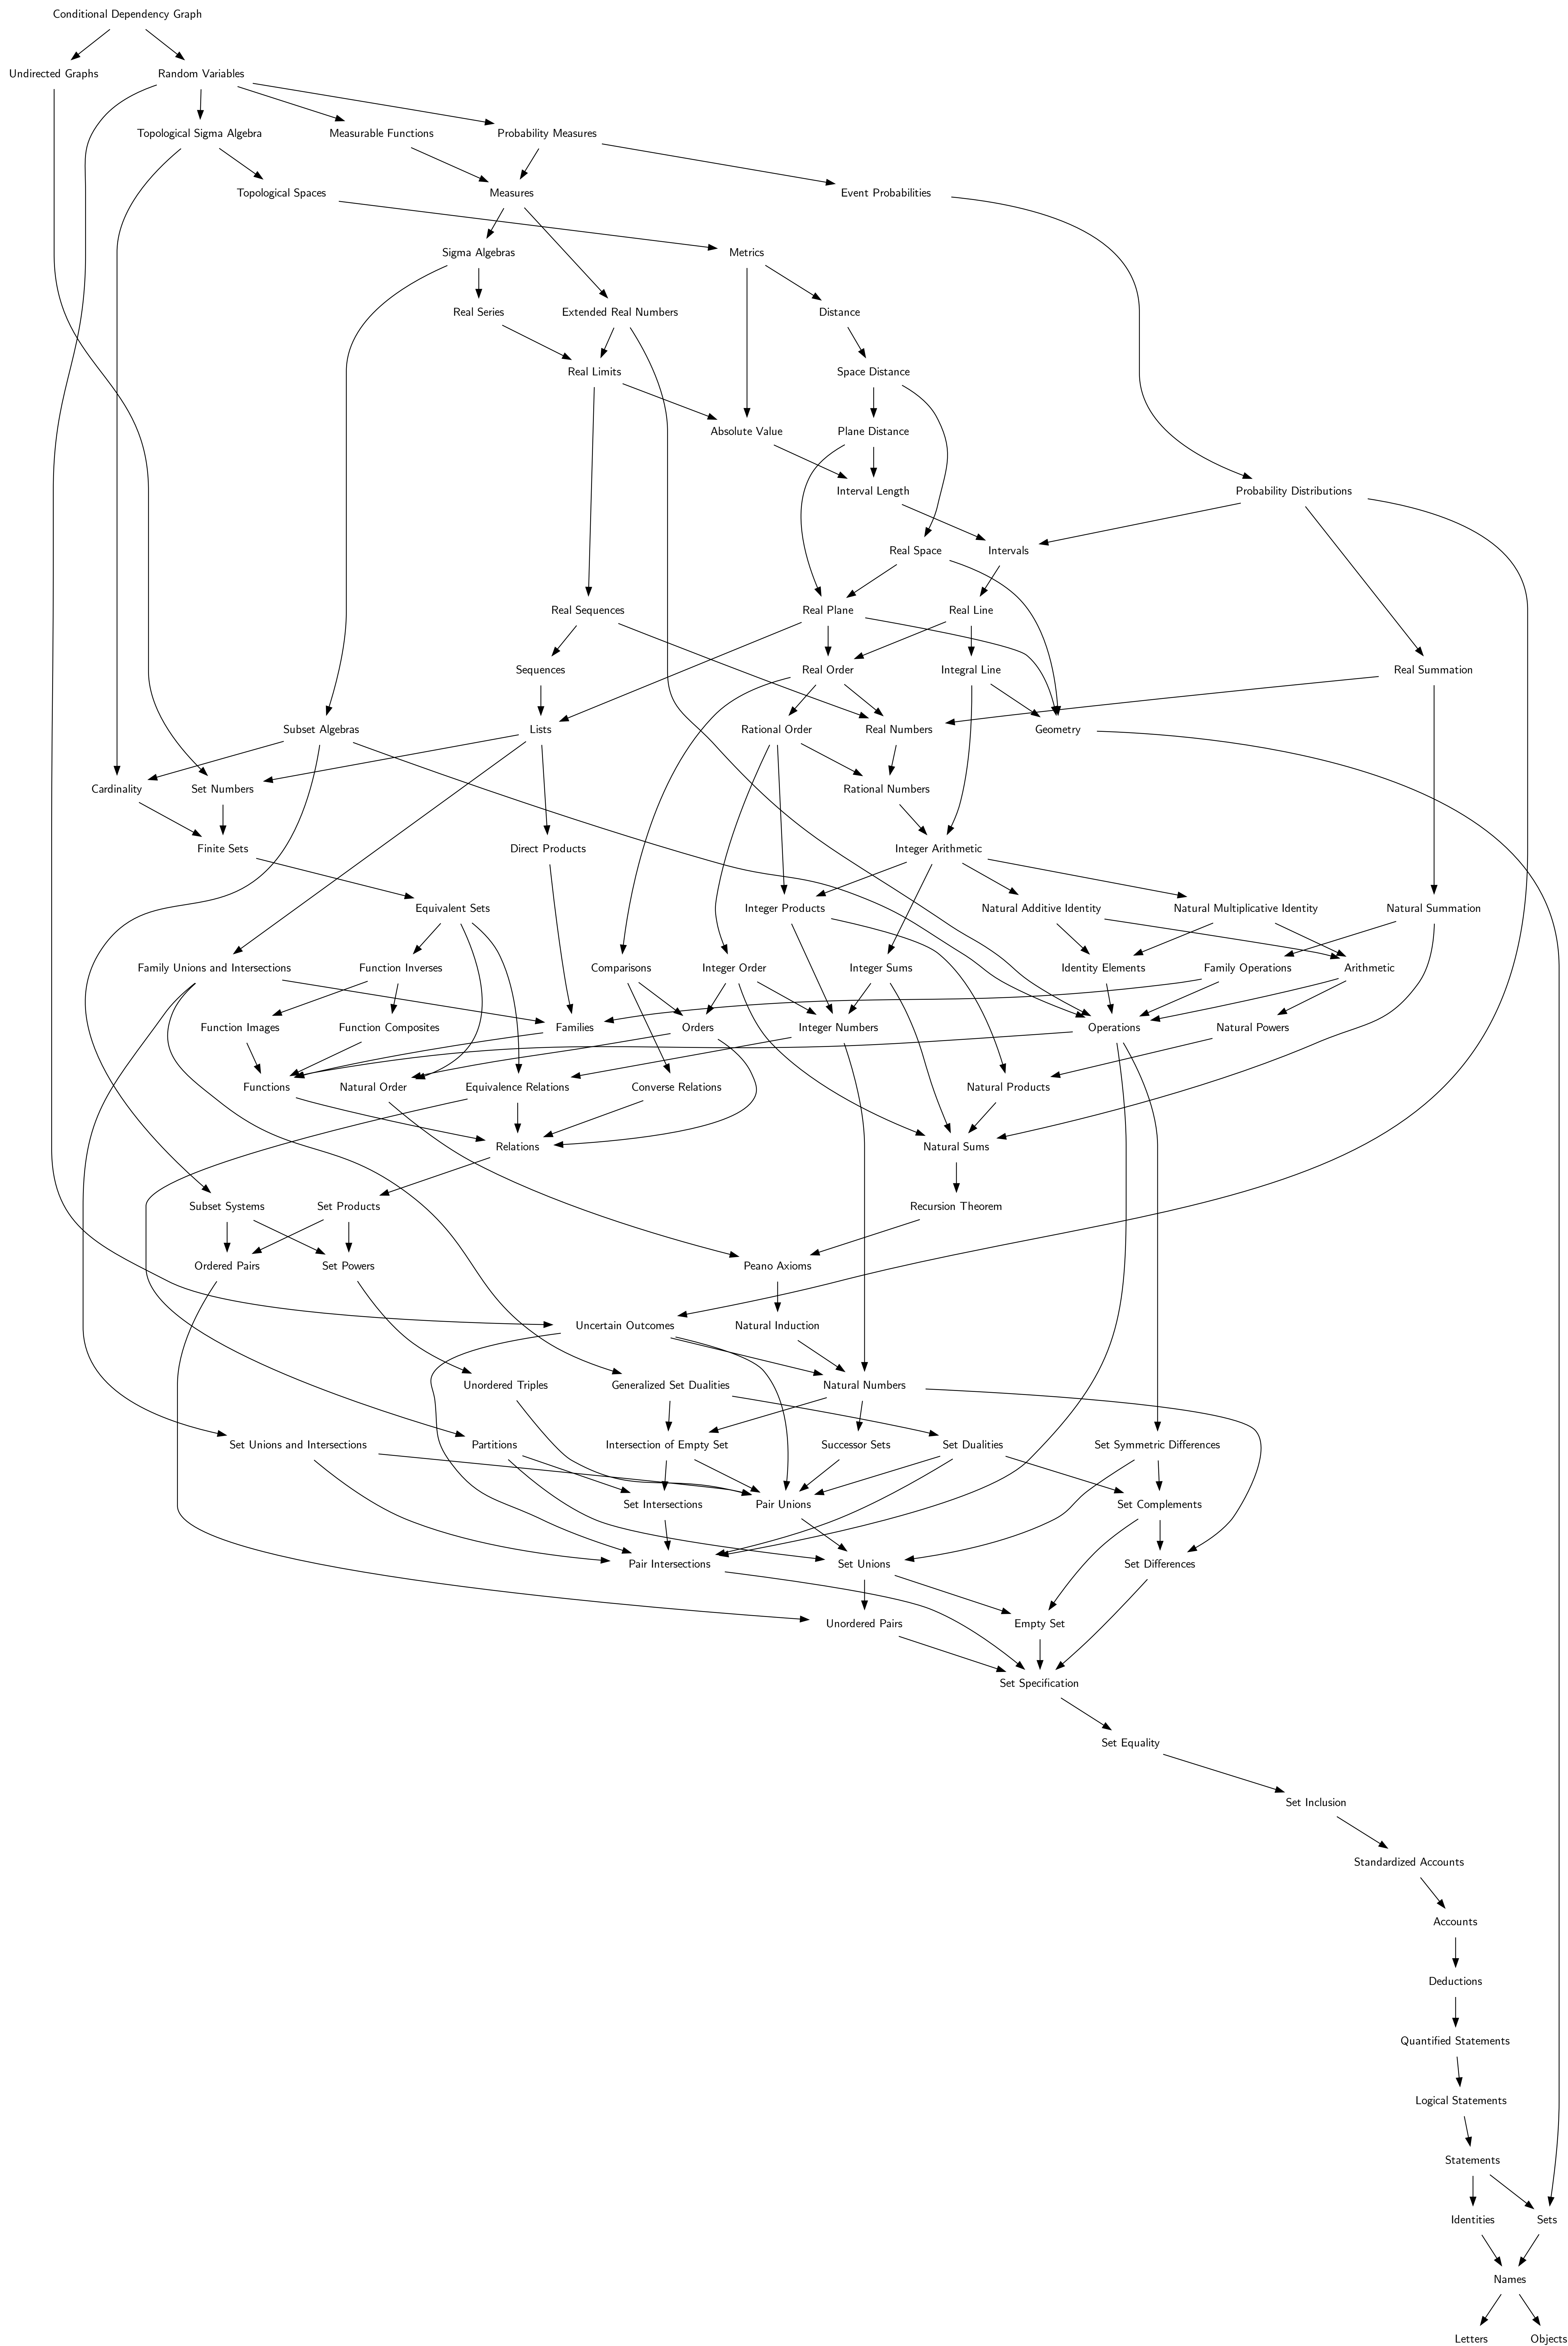 Conditional Dependency Graph
Undirected Graphs
Random Variables
Topological Sigma Algebra
Measurable Functions
Probability Measures
Topological Spaces
Measures
Event Probabilities
Sigma Algebras
Metrics
Real Series
Extended Real Numbers
Distance
Real Limits
Space Distance
Absolute Value
Plane Distance
Interval Length
Probability Distributions
Real Space
Intervals
Real Sequences
Real Plane
Real Line
Sequences
Real Order
Integral Line
Real Summation
Subset Algebras
Lists
Rational Order
Real Numbers
Geometry
Cardinality
Set Numbers
Rational Numbers
Finite Sets
Direct Products
Integer Arithmetic
Equivalent Sets
Integer Products
Natural Additive Identity
Natural Multiplicative Identity
Natural Summation
Family Unions and Intersections
Function Inverses
Comparisons
Integer Order
Integer Sums
Identity Elements
Family Operations
Arithmetic
Function Images
Function Composites
Families
Orders
Integer Numbers
Operations
Natural Powers
Functions
Natural Order
Equivalence Relations
Converse Relations
Natural Products
Relations
Natural Sums
Subset Systems
Set Products
Recursion Theorem
Ordered Pairs
Set Powers
Peano Axioms
Uncertain Outcomes
Natural Induction
Unordered Triples
Generalized Set Dualities
Natural Numbers
Set Unions and Intersections
Partitions
Intersection of Empty Set
Successor Sets
Set Dualities
Set Symmetric Differences
Set Intersections
Pair Unions
Set Complements
Pair Intersections
Set Unions
Set Differences
Unordered Pairs
Empty Set
Set Specification
Set Equality
Set Inclusion
Standardized Accounts
Accounts
Deductions
Quantified Statements
Logical Statements
Statements
Identities
Sets
Names
Letters
Objects